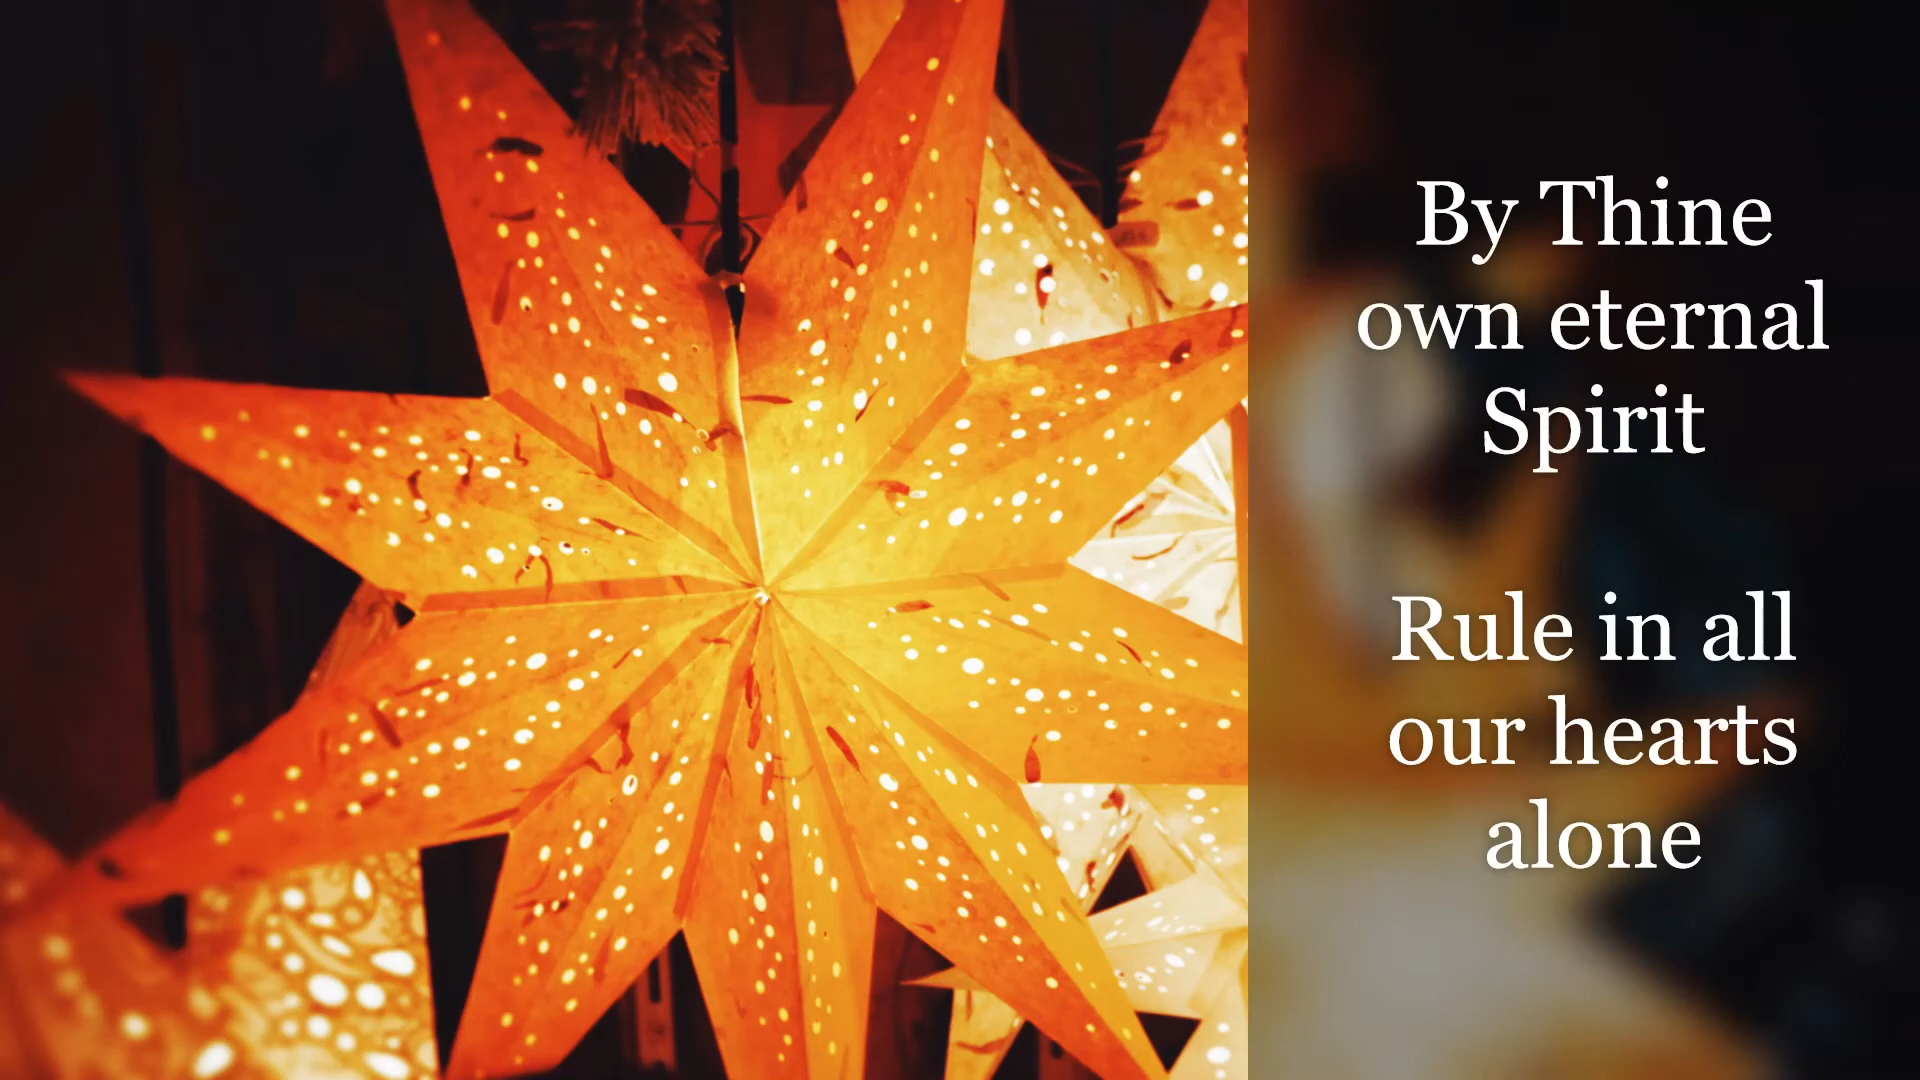 By Thine
own eternal
Spirit
Rule in all
our hearts
alone